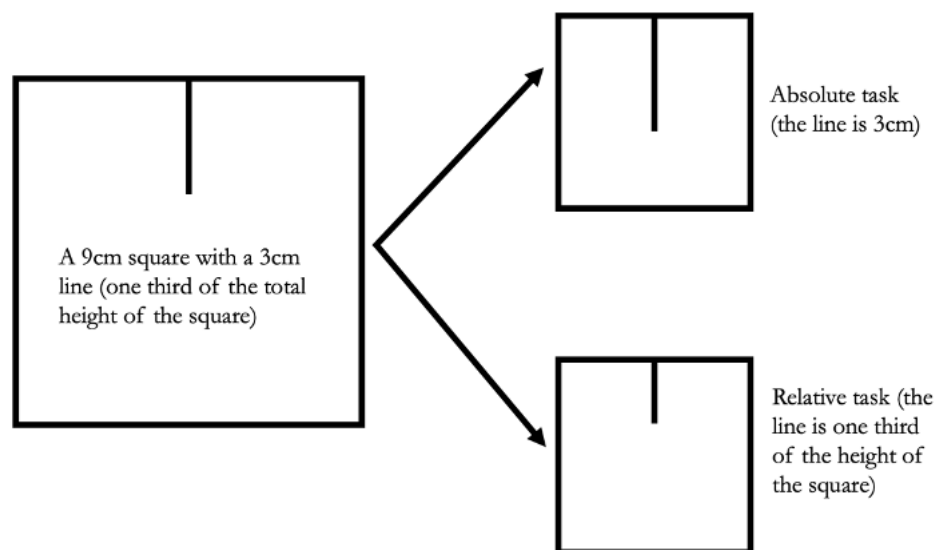 A 9cm square with a 3cm
line (one third of the total
height of the square)
Absolute task
(the line is 3cm)
Relative task (the
line is one third
of the height of
the square)